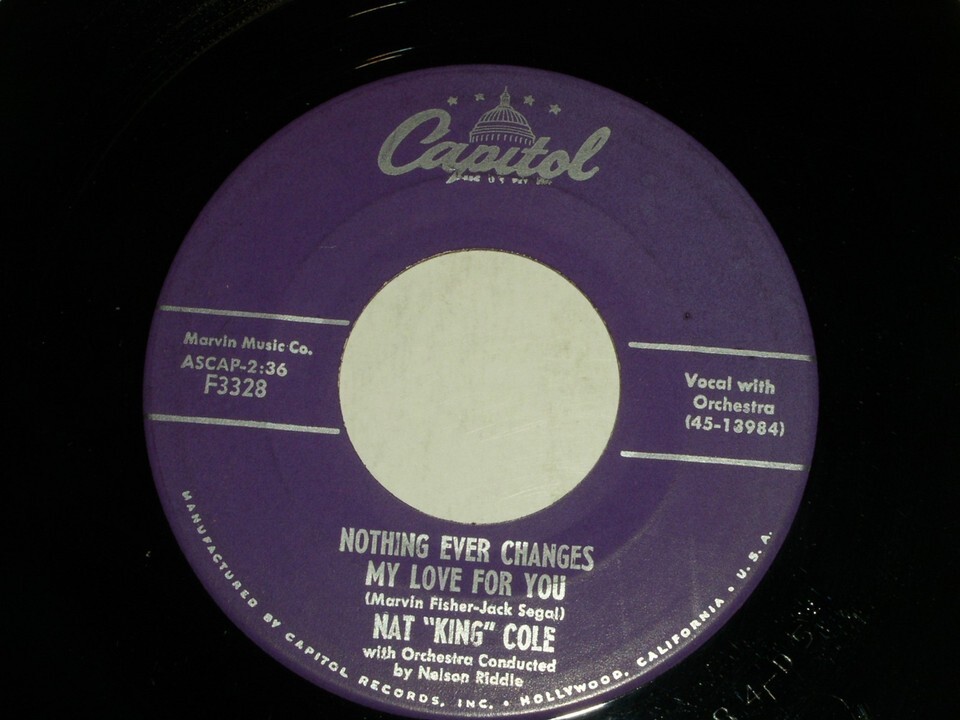 Capitol
Marvin Music Co.
ASCAP-2:36
F3328
Vocal with
Orchestra
(45-13984)
NOTHING EVER CHANGES
MY LOVE FOR YOU
(Marvin Fisher-Jack Segal)
NAT "KING" COLE
with Orchestra Conducted
by Nelson Riddle
MANUFACTURED BY CAPITOL RECORDS, INC. • HOLLYWOOD, CALIFORNIA • U.S.A.